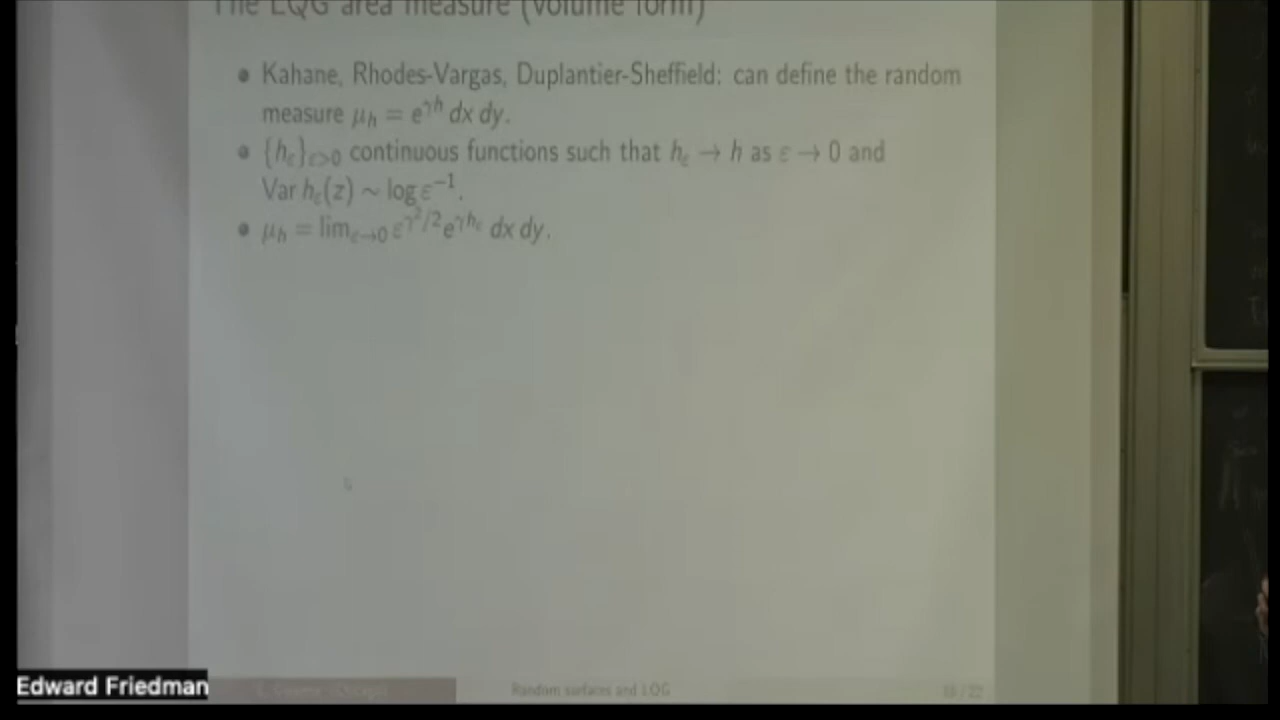 The LQG area measure (volume form)
• Kahane, Rhodes-Vargas, Duplantier-Sheffield: can define the random
measure μ_h = e^{γh} dx dy.
• {h_ε}_{ε>0} continuous functions such that h_ε → h as ε → 0 and
Var h_ε(z) ~ log ε^{-1}.
• μ_h = lim_{ε→0} ε^{γ²/2} e^{γh_ε} dx dy.
Edward Friedman
Random surfaces and LQG
/ 22